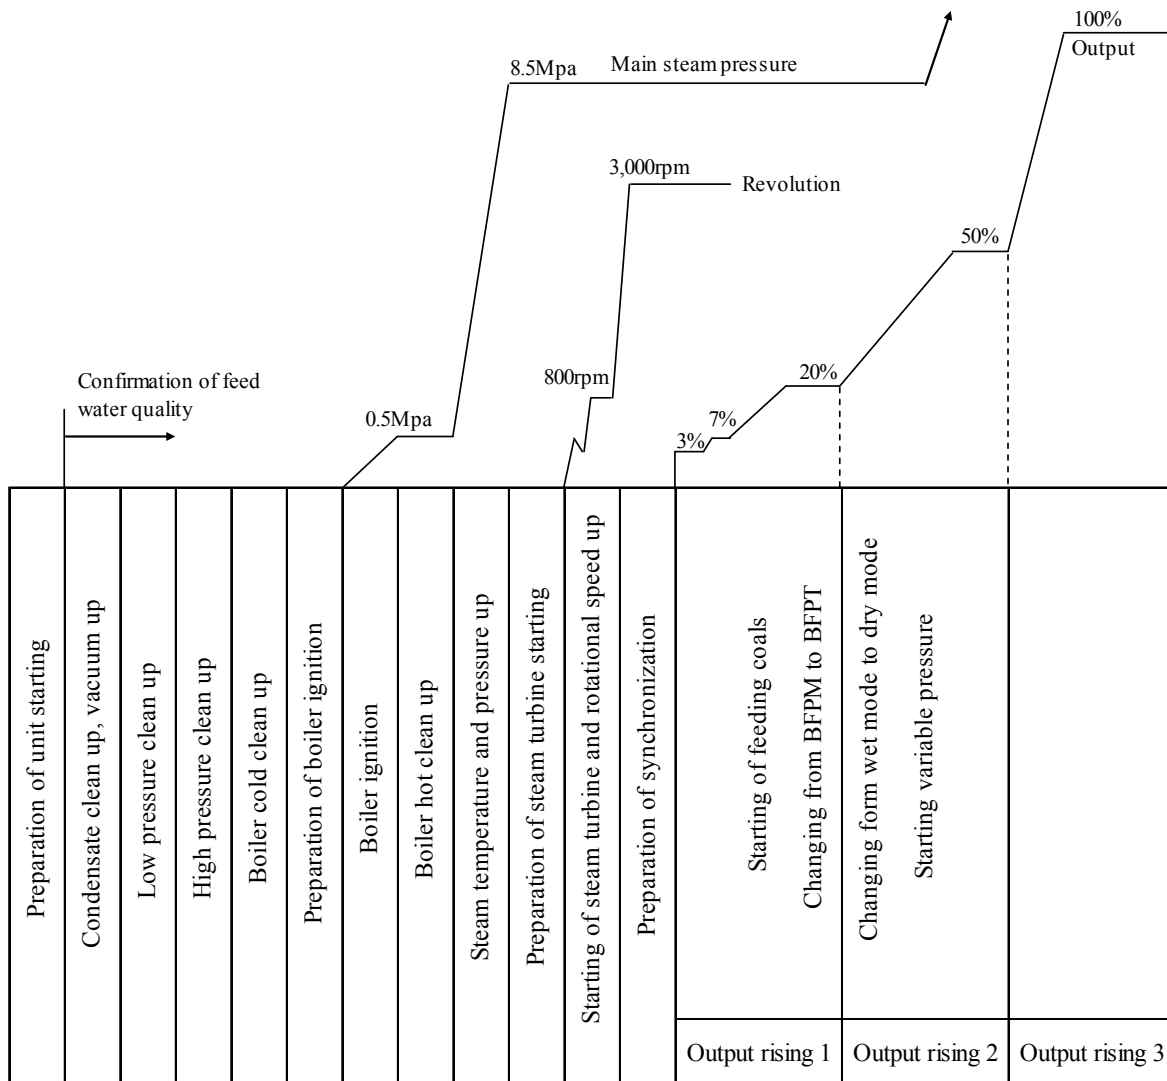 100%
Output
8.5Mpa
Main steam pressure
3,000rpm
Revolution
50%
Confirmation of feed
water quality
800rpm
20%
0.5Mpa
7%
3%
Preparation of unit starting
Condensate clean up, vacuum up
Low pressure clean up
High pressure clean up
Boiler cold clean up
Preparation of boiler ignition
Boiler ignition
Boiler hot clean up
Steam temperature and pressure up
Preparation of steam turbine starting
Starting of steam turbine and rotational speed up
Preparation of synchronization
Starting of feeding coals
Changing from BFPM to BFPT
Changing form wet mode to dry mode
Starting variable pressure
Output rising 1
Output rising 2
Output rising 3